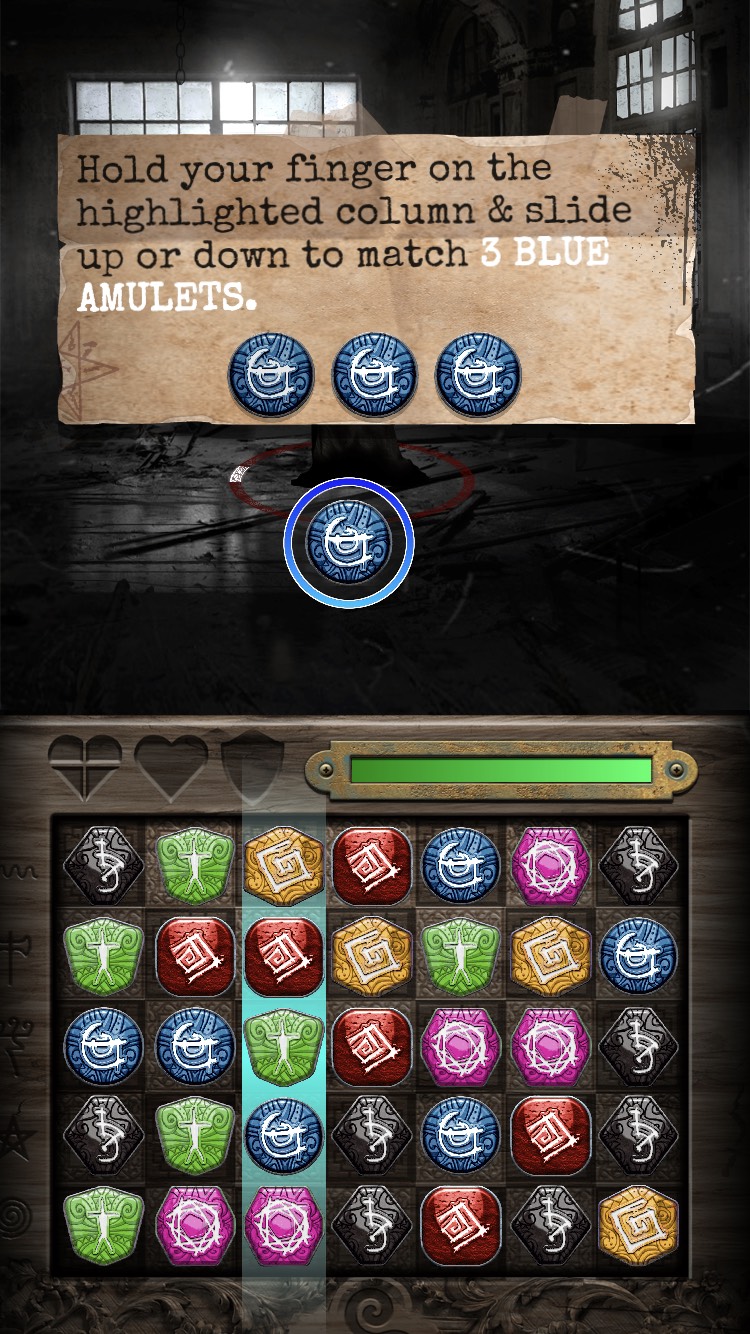 Hold your finger on the
highlighted column & slide
up or down to match 3 BLUE
AMULETS.